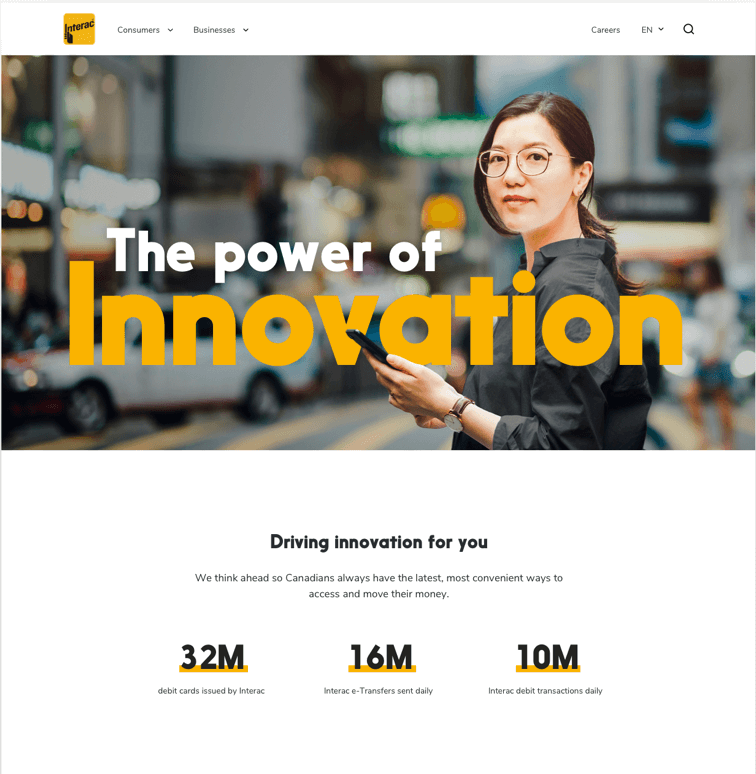 Interac
Consumers
Businesses
Careers
EN
The power of
Innovation
Driving innovation for you
We think ahead so Canadians always have the latest, most convenient ways to
access and move their money.
32M
16M
10M
debit cards issued by Interac
Interac e-Transfers sent daily
Interac debit transactions daily